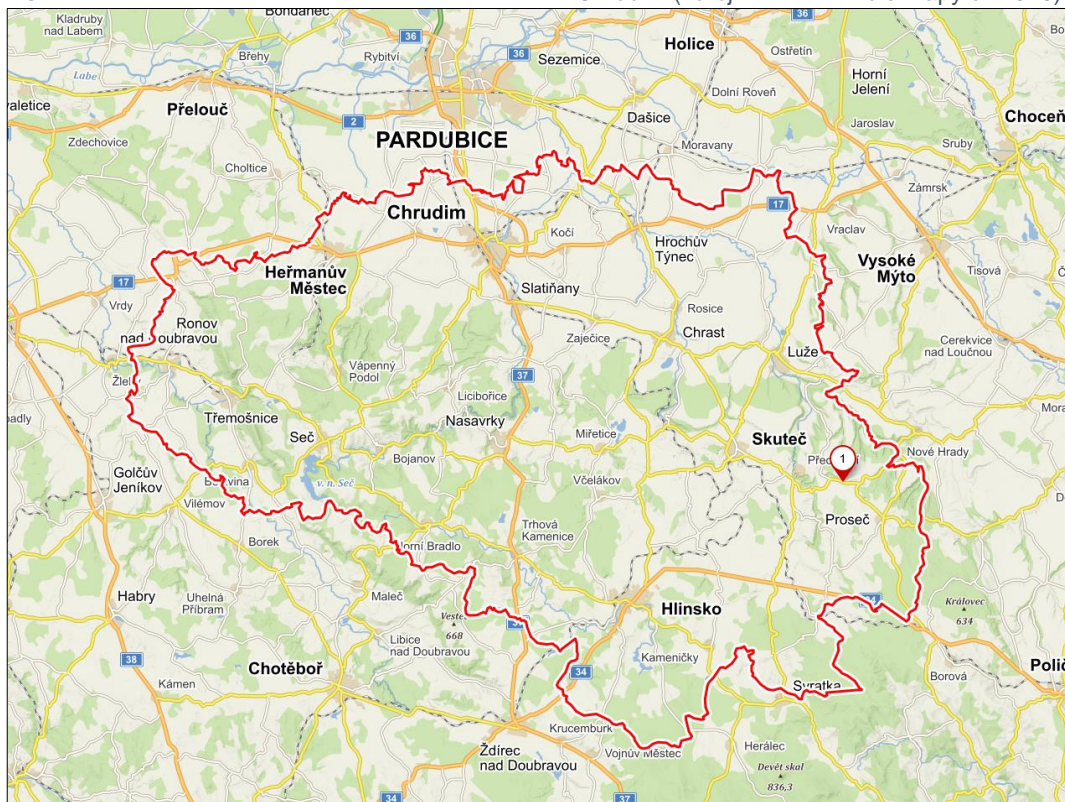 Bohdaneč
Kladruby
nad Labem
Břehy
Rybitví
36
Holice
Ostřetín
36
Sezemice
36
Labe
Horní
Jelení
Přelouč
Dolní Roveň
Choceň
Zdechovice
2
Dašice
Jaroslav
PARDUBICE
Moravany
Sruby
Choltice
Zámrsk
17
Chrudim
Kočí
Hrochův
Týnec
Vraclav
Vysoké
Mýto
Tisová
17
Heřmanův
Městec
Slatiňany
Vrdy
Rosice
Ronov
nad Doubravou
Zaječice
Chrast
Cerekvice
nad Loučnou
Luže
Vápenný
Podol
37
Žleby
Licibořice
Třemošnice
Nasavrky
Miřetice
Skuteč
Seč
Bojanov
Nové Hrady
1
Golčův
Jeníkov
v. n. Seč
Včelákov
Vilémov
Proseč
Borek
Trhová
Kamenice
Horní Bradlo
Habry
Uhelná
Příbram
Maleč
Hlinsko
34
Královec
634
668
Libice
nad Doubravou
38
Chotěboř
Kameničky
34
Borová
Kámen
Svratka
Krucemburk
Vojnův Městec
Herálec
Ždírec
nad Doubravou
Devět skal
836,3
34
37